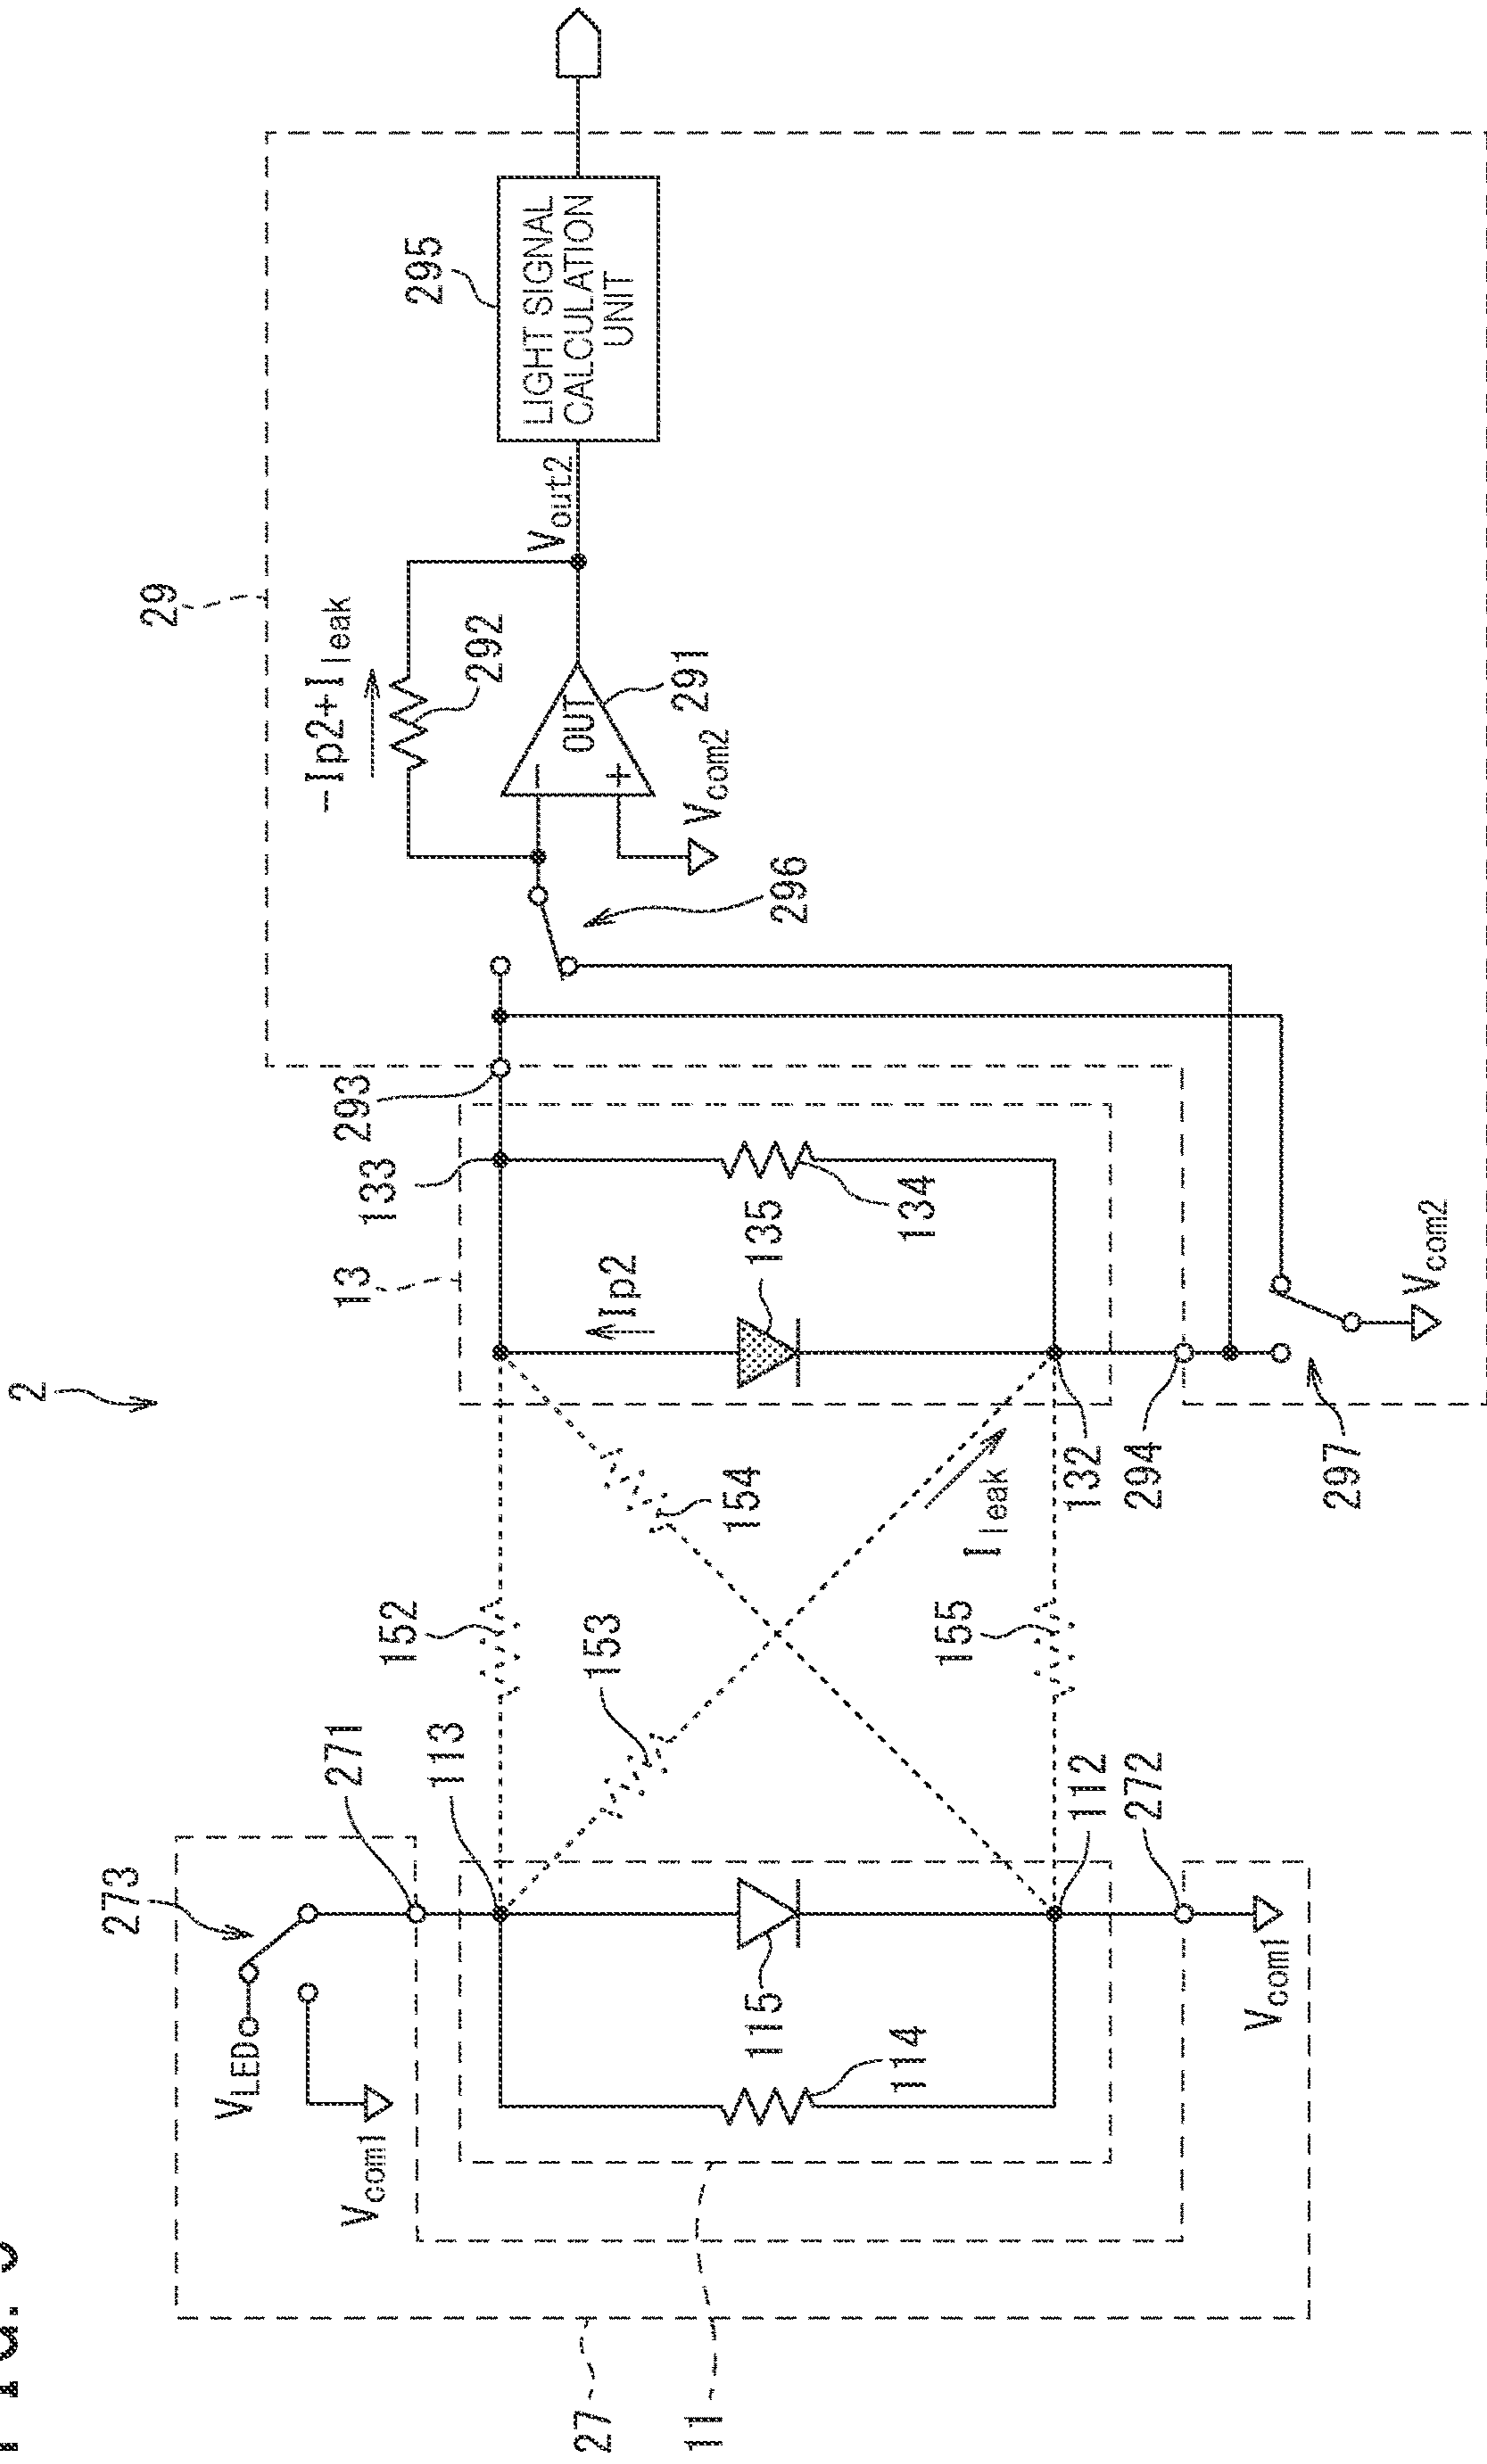 2
29
295
LIGHT SIGNAL
CALCULATION
UNIT
Vout2
-Ip2+Ileak
292
OUT
291
−
+
Vcom2
296
293
133
13
Ip2
135
134
132
294
297
Vcom2
Ileak
152
153
154
155
273
271
113
VLED
Vcom1
115
114
112
272
Vcom1
27
11